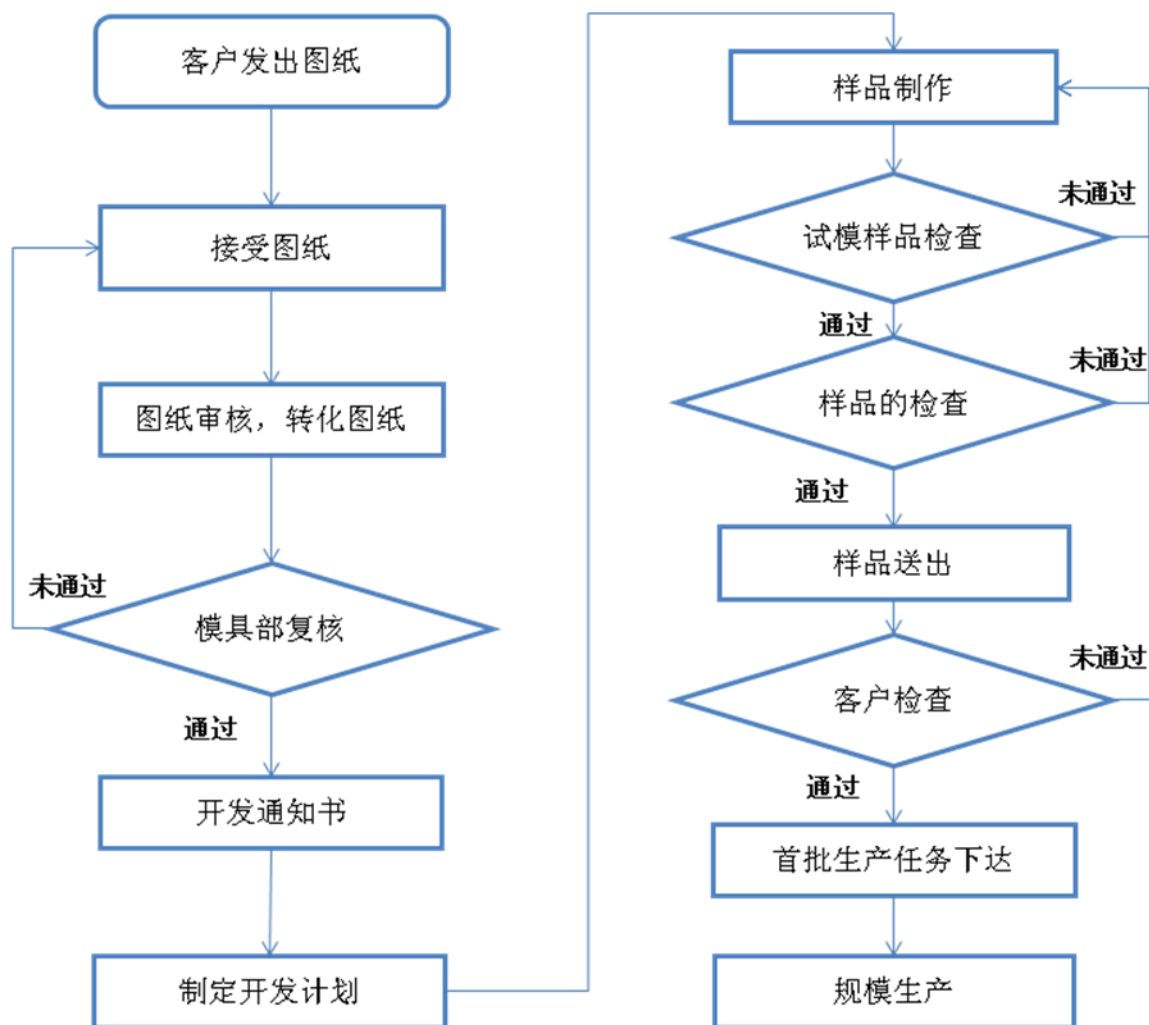 客户发出图纸
接受图纸
图纸审核，转化图纸
未通过
模具部复核
通过
开发通知书
制定开发计划
样品制作
未通过
试模样品检查
通过
未通过
样品的检查
通过
样品送出
未通过
客户检查
通过
首批生产任务下达
规模生产